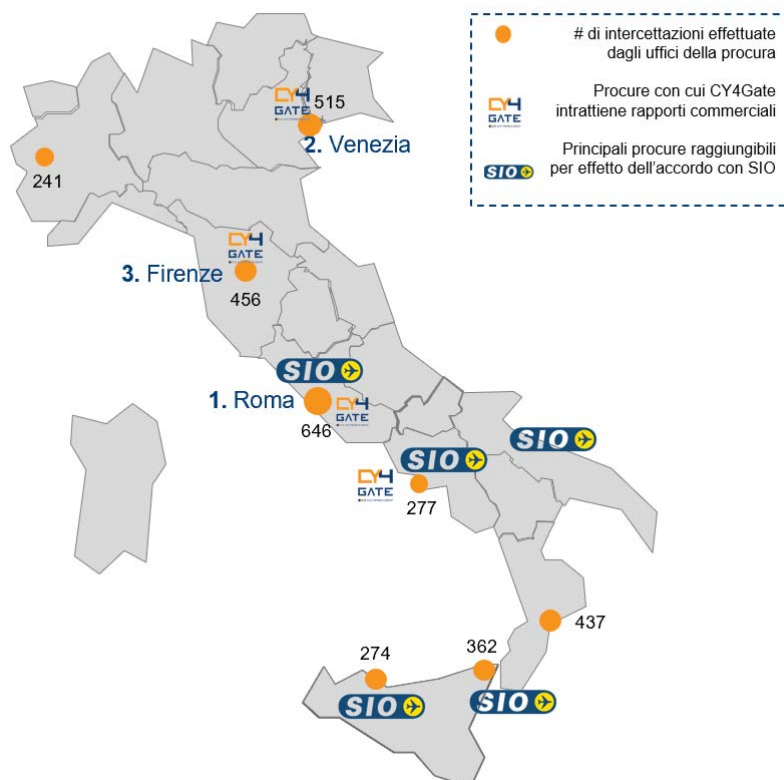 # di intercettazioni effettuate
dagli uffici della procura
CY4
GATE
Procure con cui CY4Gate
intrattiene rapporti commerciali
SIO
Principali procure raggiungibili
per effetto dell'accordo con SIO
CY4
GATE
515
2. Venezia
241
CY4
GATE
3. Firenze
456
SIO
1. Roma
CY4
GATE
646
SIO
SIO
CY4
GATE
277
437
362
274
SIO
SIO